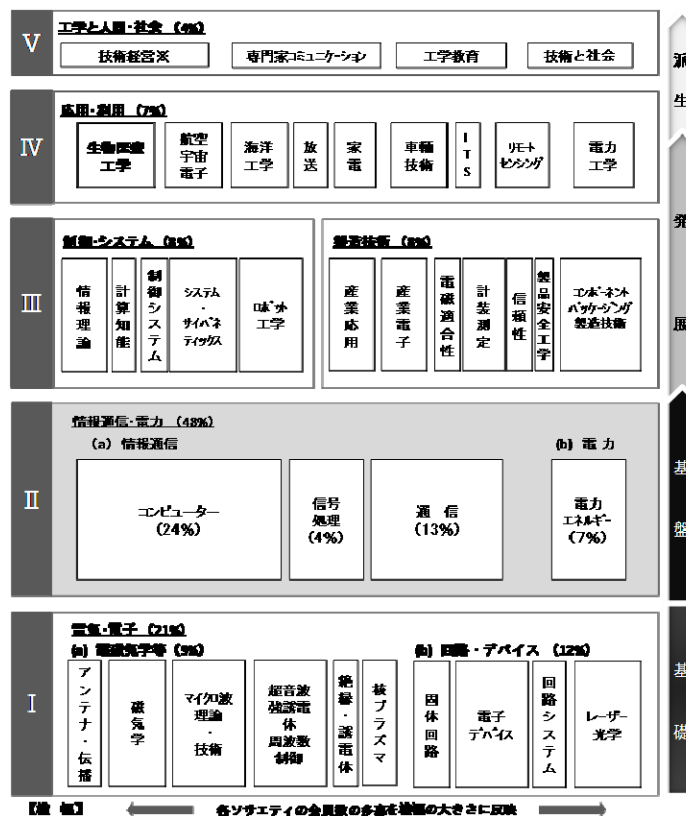 工学と人間・社会 (4%)
V
技術経営※
専門家コミュニケーション
工学教育
技術と社会
派
生
応用・利用 (7%)
IV
生物医療
工学
航空
宇宙
電子
海洋
工学
放
送
家
電
車輌
技術
I
T
S
リモート
センシング
電力
工学
発
展
制御・システム (8%)
製造技術 (8%)
III
情
報
理
論
計
算
知
能
制
御
シ
ス
テ
ム
システム
・
サイバネ
ティックス
ロボット
工学
産
業
応
用
産
業
電
子
電
磁
適
合
性
計
装
測
定
信
頼
性
製
品
安
全
工
学
コンポーネント
パッケージング
製造技術
情報通信・電力 (48%)
(a) 情報通信
(b) 電 力
II
コンピューター
(24%)
信号
処理
(4%)
通 信
(13%)
電力
エネルギー
(7%)
基
盤
電気・電子 (21%)
(a) 電磁気学等 (9%)
(b) 回路・デバイス (12%)
I
ア
ン
テ
ナ
・
伝
播
磁
気
学
マイクロ波
理論
・
技術
超音波
強誘電
体
周波数
制御
絶
縁
・
誘
電
体
核
プ
ラ
ズ
マ
固
体
回
路
電子
デバイス
回
路
シ
ス
テ
ム
レーザー
光学
基
礎
各ソサエティの会員数の多寡を横幅の大きさに反映